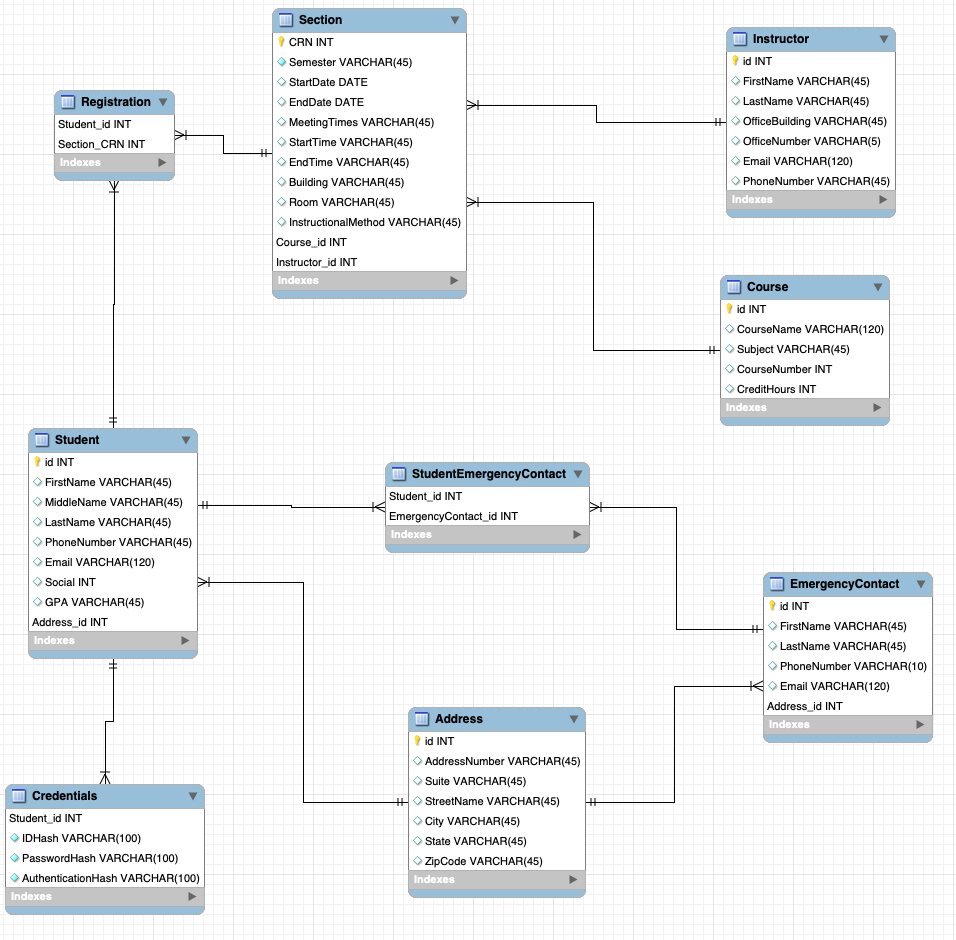 Section
CRN INT
Semester VARCHAR(45)
StartDate DATE
EndDate DATE
MeetingTimes VARCHAR(45)
StartTime VARCHAR(45)
EndTime VARCHAR(45)
Building VARCHAR(45)
Room VARCHAR(45)
InstructionalMethod VARCHAR(45)
Course_id INT
Instructor_id INT
Indexes
Instructor
id INT
FirstName VARCHAR(45)
LastName VARCHAR(45)
OfficeBuilding VARCHAR(45)
OfficeNumber VARCHAR(5)
Email VARCHAR(120)
PhoneNumber VARCHAR(45)
Indexes
Registration
Student_id INT
Section_CRN INT
Indexes
Course
id INT
CourseName VARCHAR(120)
Subject VARCHAR(45)
CourseNumber INT
CreditHours INT
Indexes
Student
id INT
FirstName VARCHAR(45)
MiddleName VARCHAR(45)
LastName VARCHAR(45)
PhoneNumber VARCHAR(45)
Email VARCHAR(120)
Social INT
GPA VARCHAR(45)
Address_id INT
Indexes
StudentEmergencyContact
Student_id INT
EmergencyContact_id INT
Indexes
EmergencyContact
id INT
FirstName VARCHAR(45)
LastName VARCHAR(45)
PhoneNumber VARCHAR(10)
Email VARCHAR(120)
Address_id INT
Indexes
Address
id INT
AddressNumber VARCHAR(45)
Suite VARCHAR(45)
StreetName VARCHAR(45)
City VARCHAR(45)
State VARCHAR(45)
ZipCode VARCHAR(45)
Indexes
Credentials
Student_id INT
IDHash VARCHAR(100)
PasswordHash VARCHAR(100)
AuthenticationHash VARCHAR(100)
Indexes